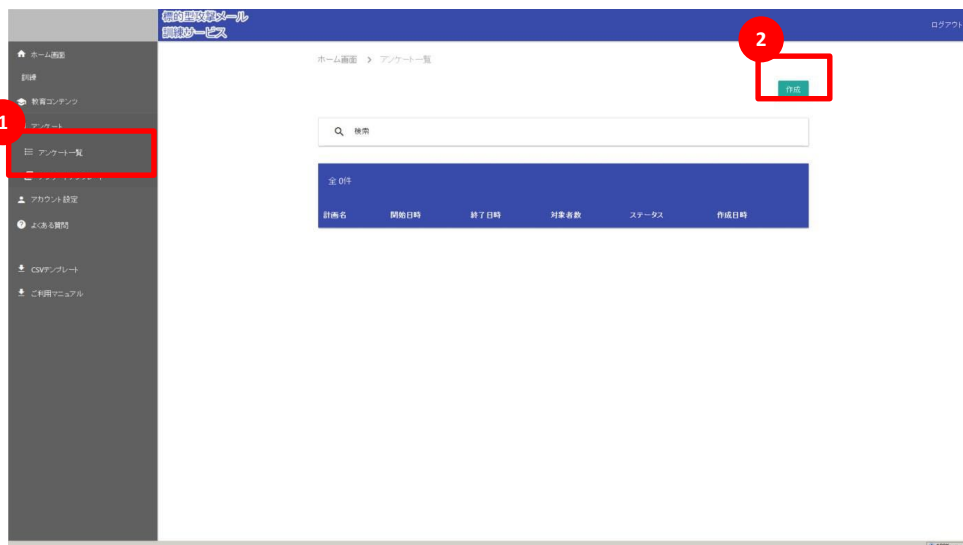 標的型攻撃メール
訓練サービス
ログアウト
2
ホーム画面
訓練
教育コンテンツ
アンケート
1
アンケート一覧
アカウント設定
よくある質問
CSVテンプレート
ご利用マニュアル
ホーム画面 > アンケート一覧
作成
検索
全 0件
計画名 開始日時 終了日時 対象者数 ステータス 作成日時